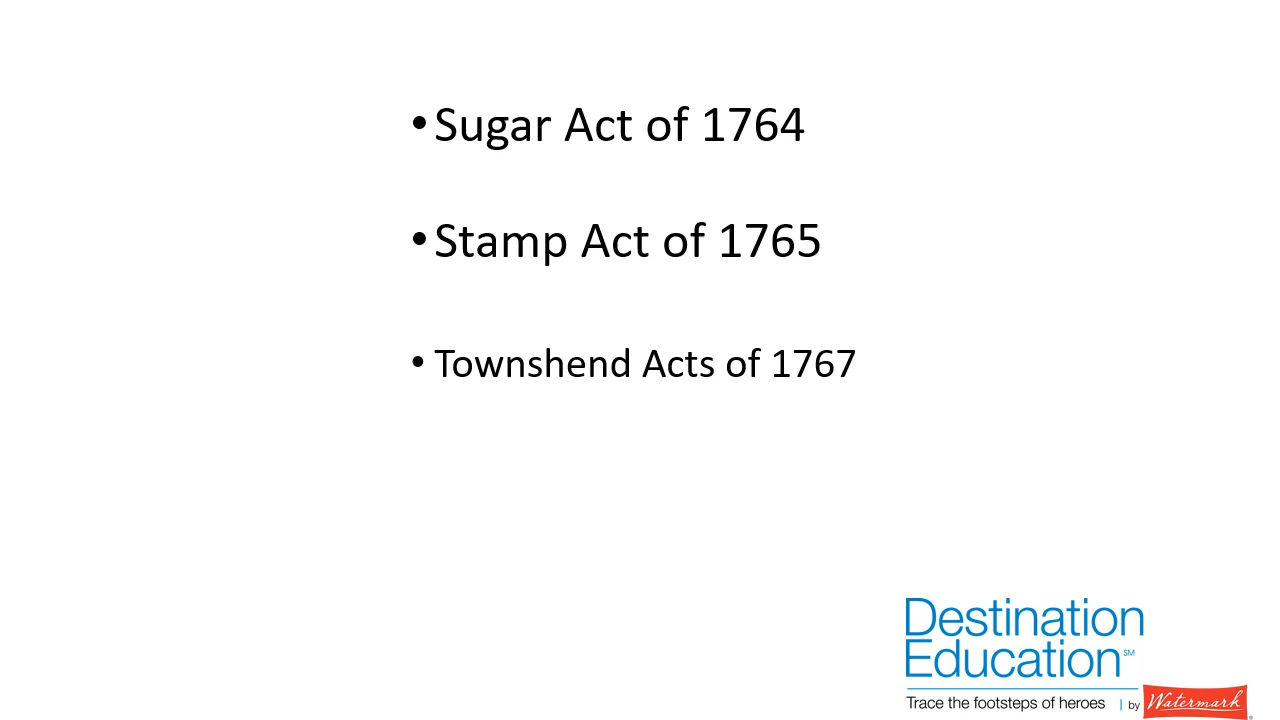 •Sugar Act of 1764
•Stamp Act of 1765
• Townshend Acts of 1767
Destination
Education℠
Trace the footsteps of heroes | by Watermark®